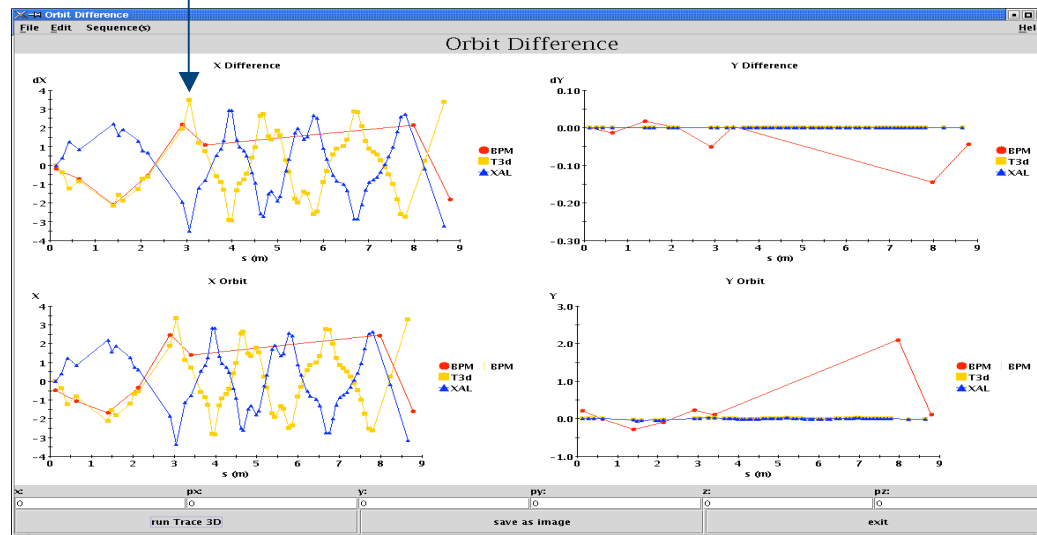 Orbit Difference
File Edit Sequence(s) Hel
Orbit Difference
X Difference
dX
4
3
2
1
0
-1
-2
-3
-4
0 1 2 3 4 5 6 7 8 9
s (m)
BPM
T3d
XAL
Y Difference
dY
0.10
0.00
-0.10
-0.20
-0.30
0 1 2 3 4 5 6 7 8 9
s (m)
BPM
T3d
XAL
X Orbit
X
4
3
2
1
0
-1
-2
-3
-4
0 1 2 3 4 5 6 7 8 9
s (m)
BPM BPM
T3d
XAL
Y Orbit
Y
3.0
2.0
1.0
0.0
-1.0
0 1 2 3 4 5 6 7 8 9
s (m)
BPM BPM
T3d
XAL
x: px: y: py: z: pz:
0 0 0 0 0 0
run Trace 3D save as image exit